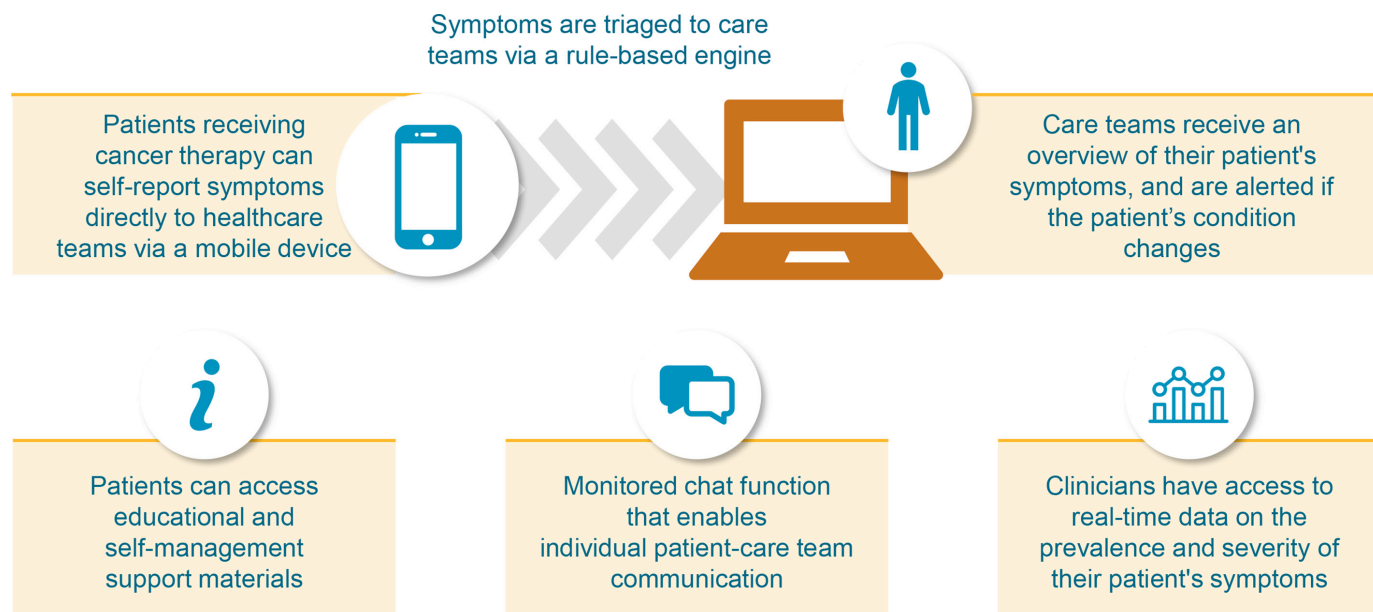 Symptoms are triaged to care
teams via a rule-based engine
Patients receiving
cancer therapy can
self-report symptoms
directly to healthcare
teams via a mobile device
Care teams receive an
overview of their patient's
symptoms, and are alerted if
the patient’s condition
changes
Patients can access
educational and
self-management
support materials
Monitored chat function
that enables
individual patient-care team
communication
Clinicians have access to
real-time data on the
prevalence and severity of
their patient's symptoms